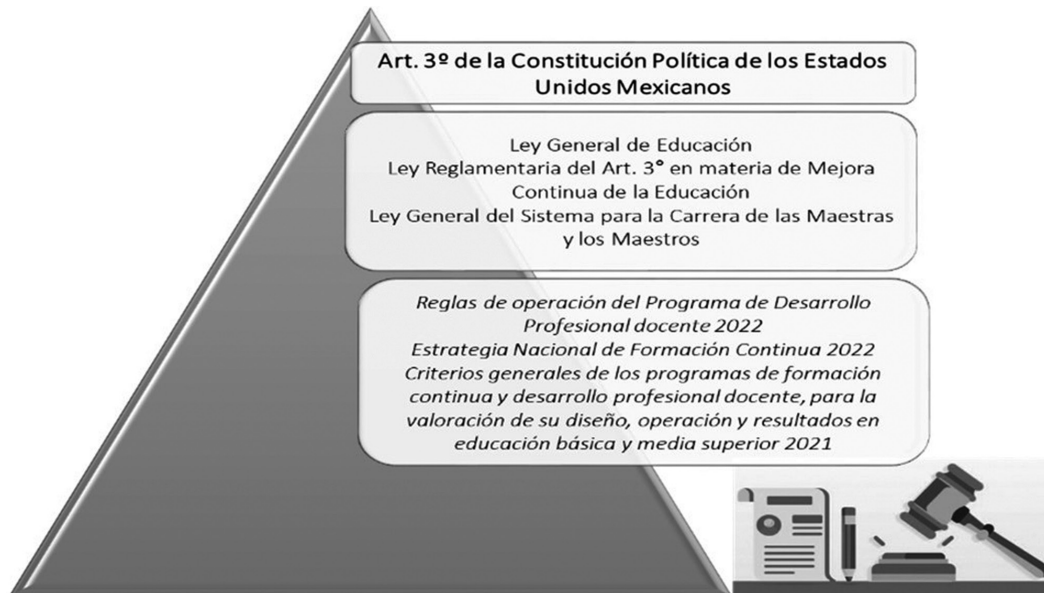 Art. 3º de la Constitución Política de los Estados
Unidos Mexicanos
Ley General de Educación
Ley Reglamentaria del Art. 3° en materia de Mejora
Continua de la Educación
Ley General del Sistema para la Carrera de las Maestras
y los Maestros
Reglas de operación del Programa de Desarrollo
Profesional docente 2022
Estrategia Nacional de Formación Continua 2022
Criterios generales de los programas de formación
continua y desarrollo profesional docente, para la
valoración de su diseño, operación y resultados en
educación básica y media superior 2021